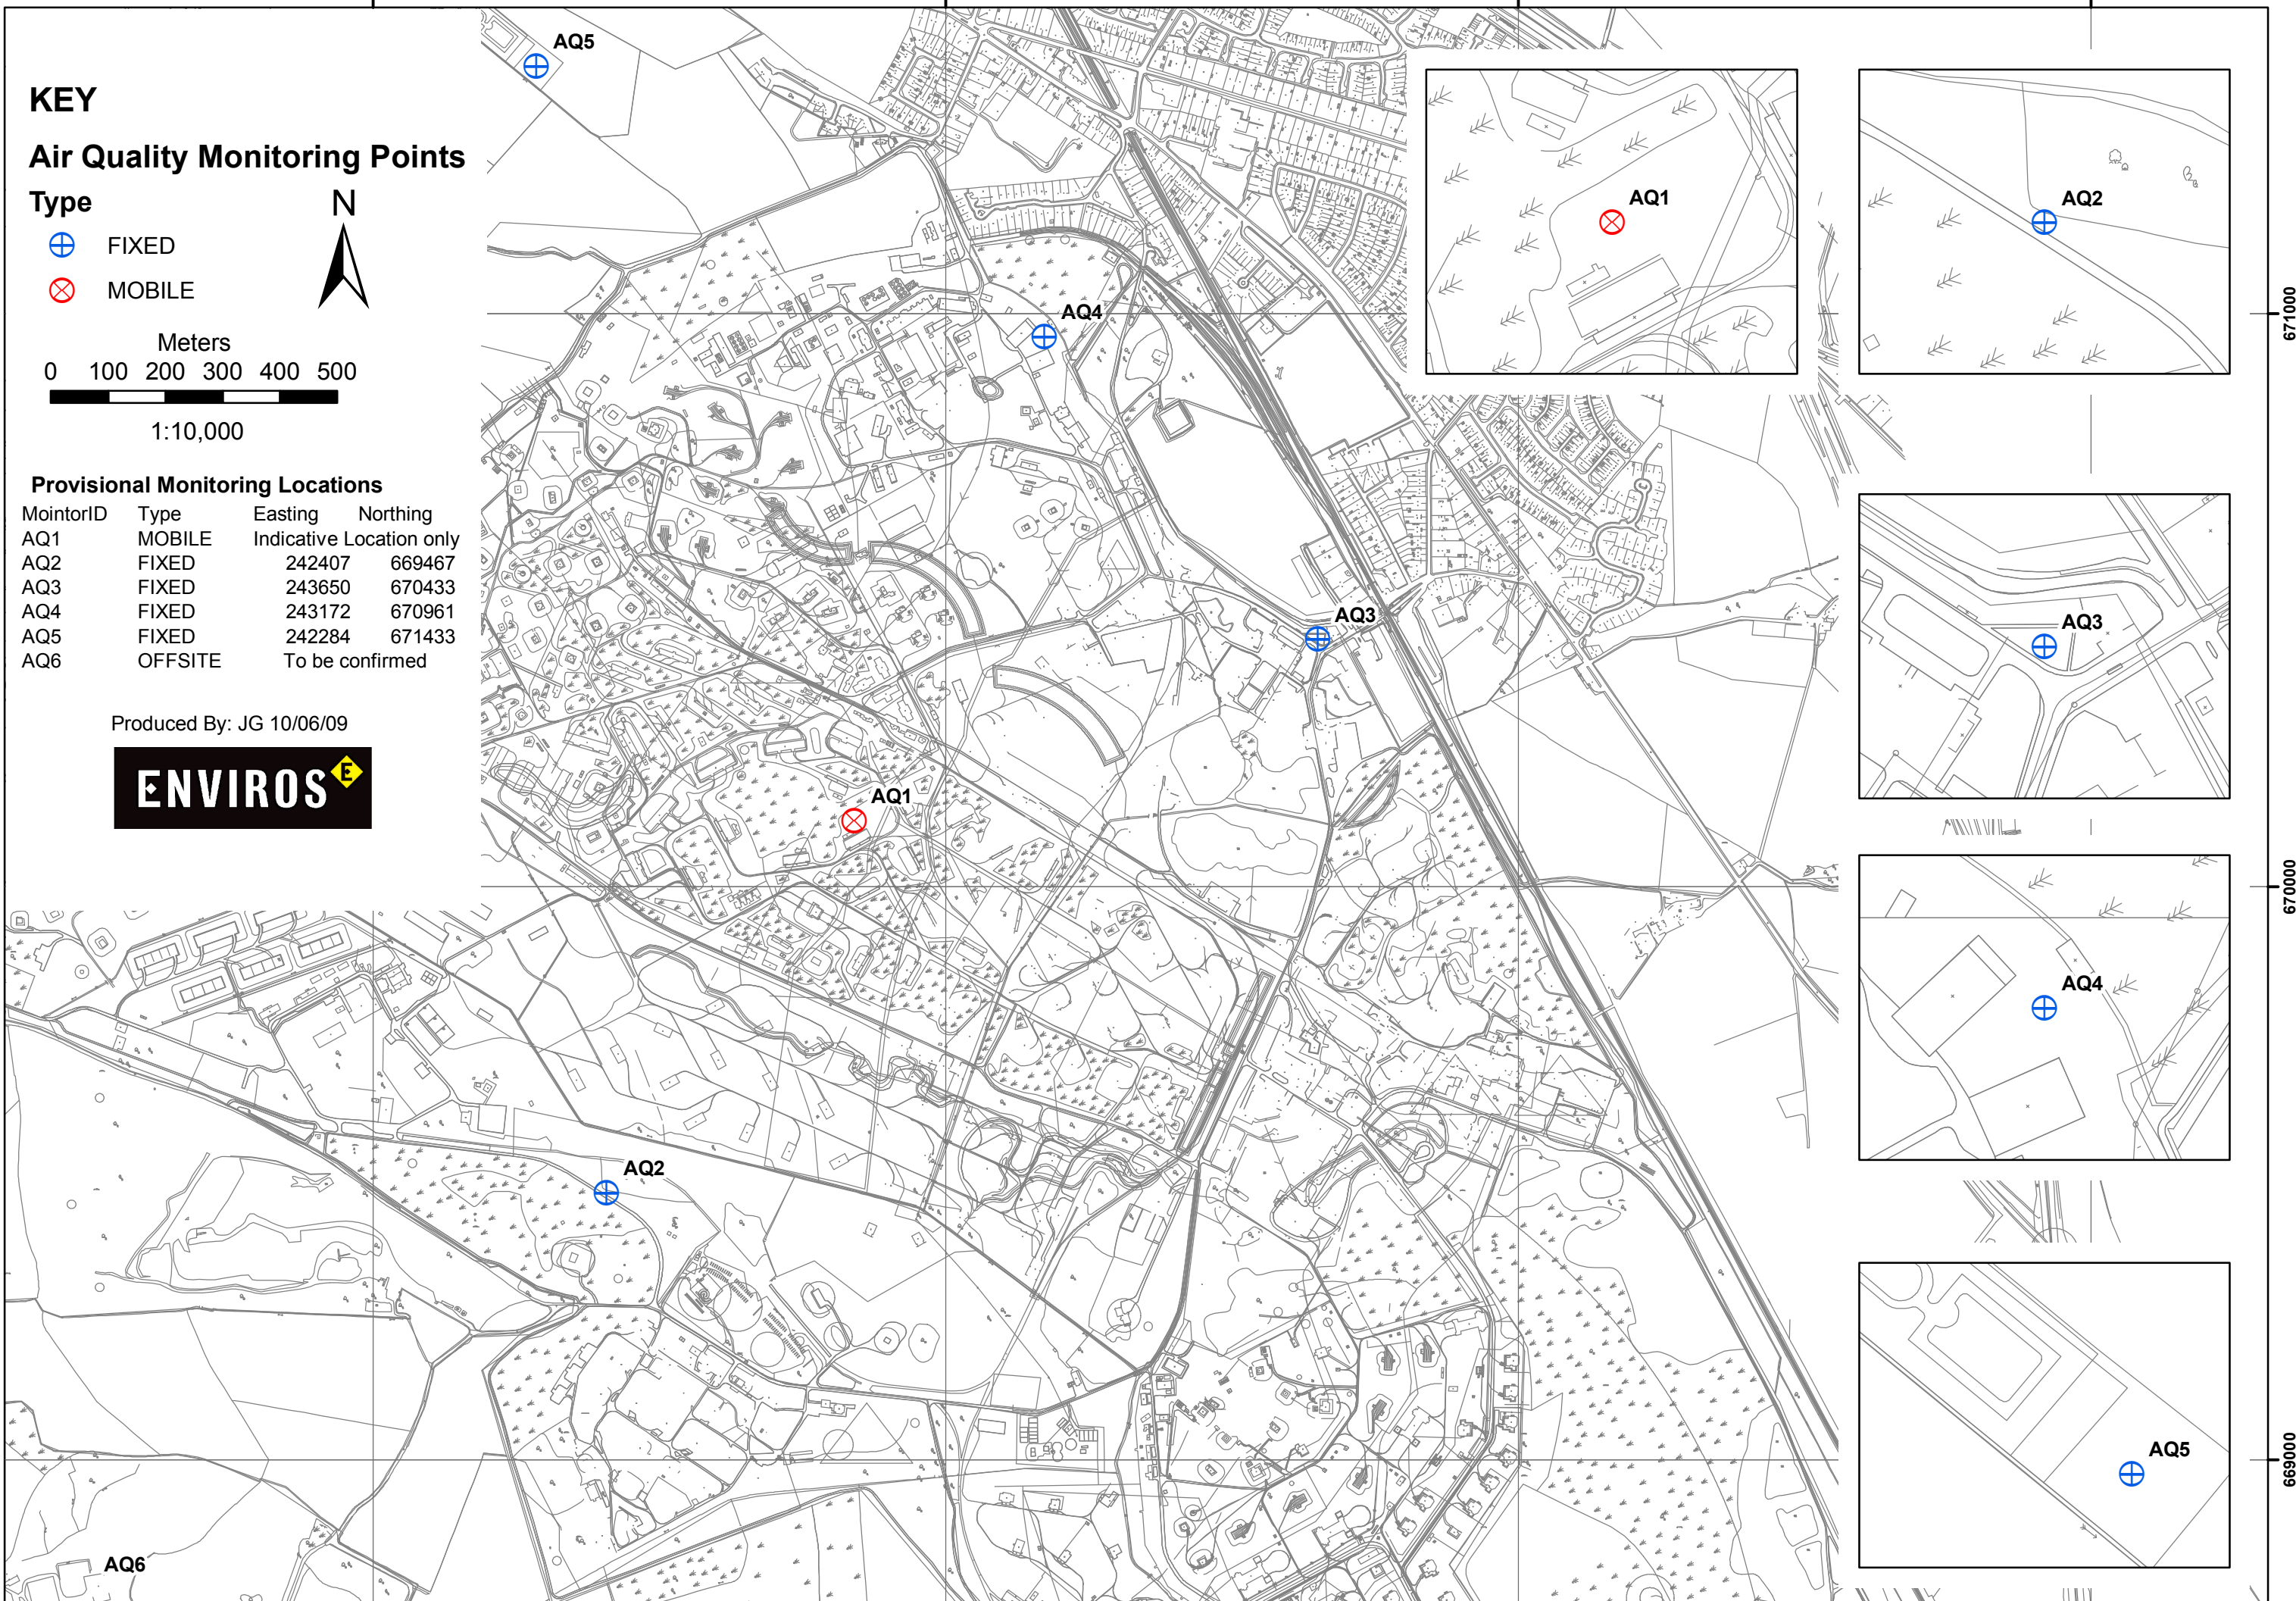 KEY
Air Quality Monitoring Points
Type
N
FIXED
MOBILE
Meters
0 100 200 300 400 500
1:10,000
Provisional Monitoring Locations
MointorID Type Easting Northing
AQ1 MOBILE Indicative Location only
AQ2 FIXED 242407 669467
AQ3 FIXED 243650 670433
AQ4 FIXED 243172 670961
AQ5 FIXED 242284 671433
AQ6 OFFSITE To be confirmed
Produced By: JG 10/06/09
ENVIROS E
AQ5
AQ4
AQ3
AQ1
AQ2
AQ6
AQ1
AQ2
AQ3
AQ4
AQ5
671000
670000
669000